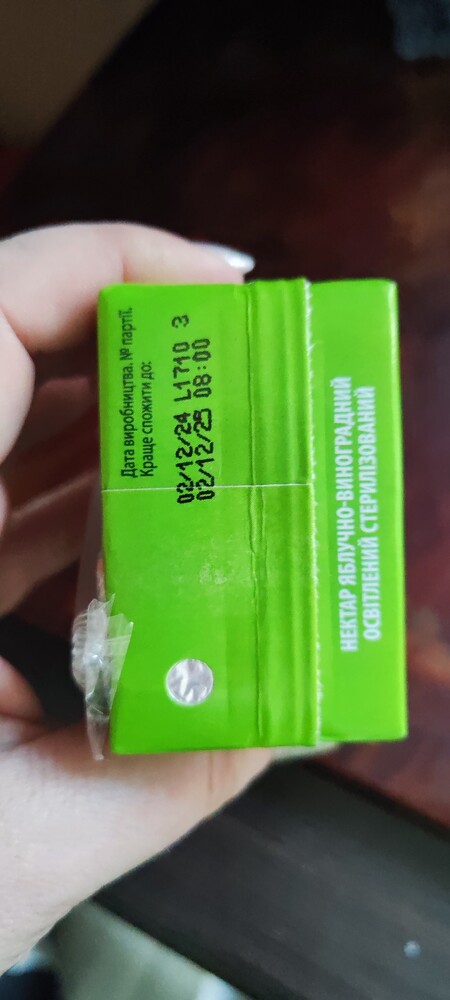 Дата виробництва. № партії.
Краще спожити до:
02/12/24 L1710 3
02/12/25 08:00
НЕКТАР ЯБЛУЧНО-ВИНОГРАДНИЙ
ОСВІТЛЕНИЙ СТЕРИЛІЗОВАНИЙ